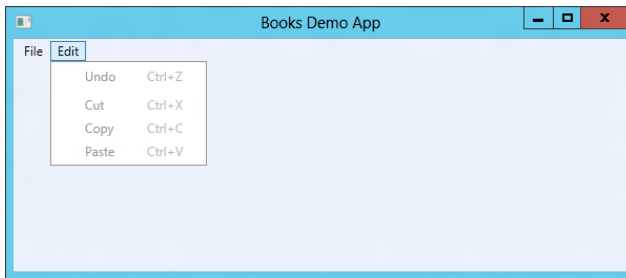 Books Demo App
File Edit
Undo Ctrl+Z
Cut Ctrl+X
Copy Ctrl+C
Paste Ctrl+V